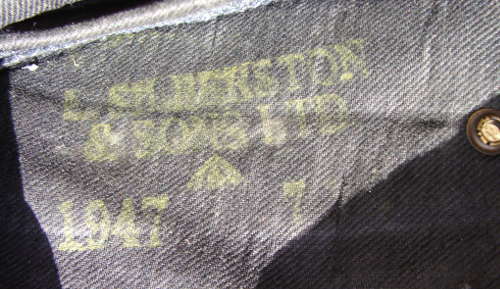 L. SILBERSTON
& SONS LTD
1947 7